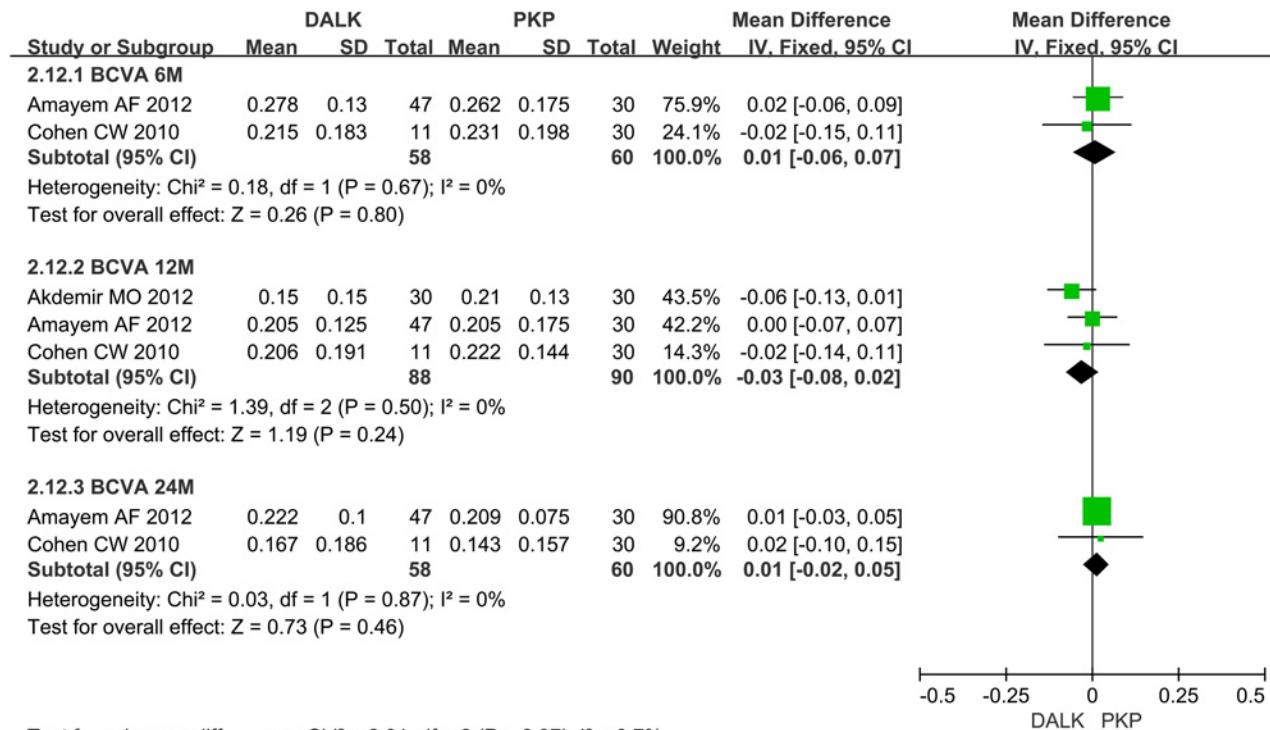 DALK PKP Mean Difference Mean Difference
Study or Subgroup Mean SD Total Mean SD Total Weight IV, Fixed, 95% CI IV, Fixed, 95% CI
2.12.1 BCVA 6M
Amayem AF 2012 0.278 0.13 47 0.262 0.175 30 75.9% 0.02 [-0.06, 0.09]
Cohen CW 2010 0.215 0.183 11 0.231 0.198 30 24.1% -0.02 [-0.15, 0.11]
Subtotal (95% CI) 58 60 100.0% 0.01 [-0.06, 0.07]
Heterogeneity: Chi² = 0.18, df = 1 (P = 0.67); I² = 0%
Test for overall effect: Z = 0.26 (P = 0.80)
2.12.2 BCVA 12M
Akdemir MO 2012 0.15 0.15 30 0.21 0.13 30 43.5% -0.06 [-0.13, 0.01]
Amayem AF 2012 0.205 0.125 47 0.205 0.175 30 42.2% 0.00 [-0.07, 0.07]
Cohen CW 2010 0.206 0.191 11 0.222 0.144 30 14.3% -0.02 [-0.14, 0.11]
Subtotal (95% CI) 88 90 100.0% -0.03 [-0.08, 0.02]
Heterogeneity: Chi² = 1.39, df = 2 (P = 0.50); I² = 0%
Test for overall effect: Z = 1.19 (P = 0.24)
2.12.3 BCVA 24M
Amayem AF 2012 0.222 0.1 47 0.209 0.075 30 90.8% 0.01 [-0.03, 0.05]
Cohen CW 2010 0.167 0.186 11 0.143 0.157 30 9.2% 0.02 [-0.10, 0.15]
Subtotal (95% CI) 58 60 100.0% 0.01 [-0.02, 0.05]
Heterogeneity: Chi² = 0.03, df = 1 (P = 0.87); I² = 0%
Test for overall effect: Z = 0.73 (P = 0.46)
-0.5 -0.25 0 0.25 0.5
DALK PKP